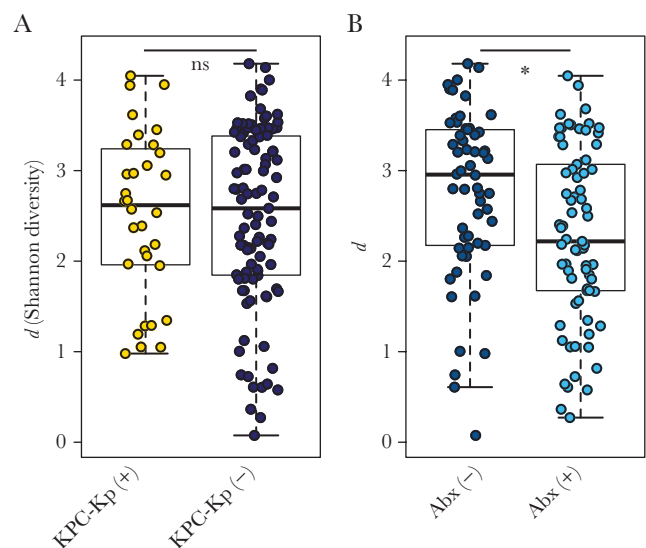 A
B
ns
*
d (Shannon diversity)
4
3
2
1
0
KPC-Kp (+)
KPC-Kp (−)
d
4
3
2
1
0
Abx (−)
Abx (+)